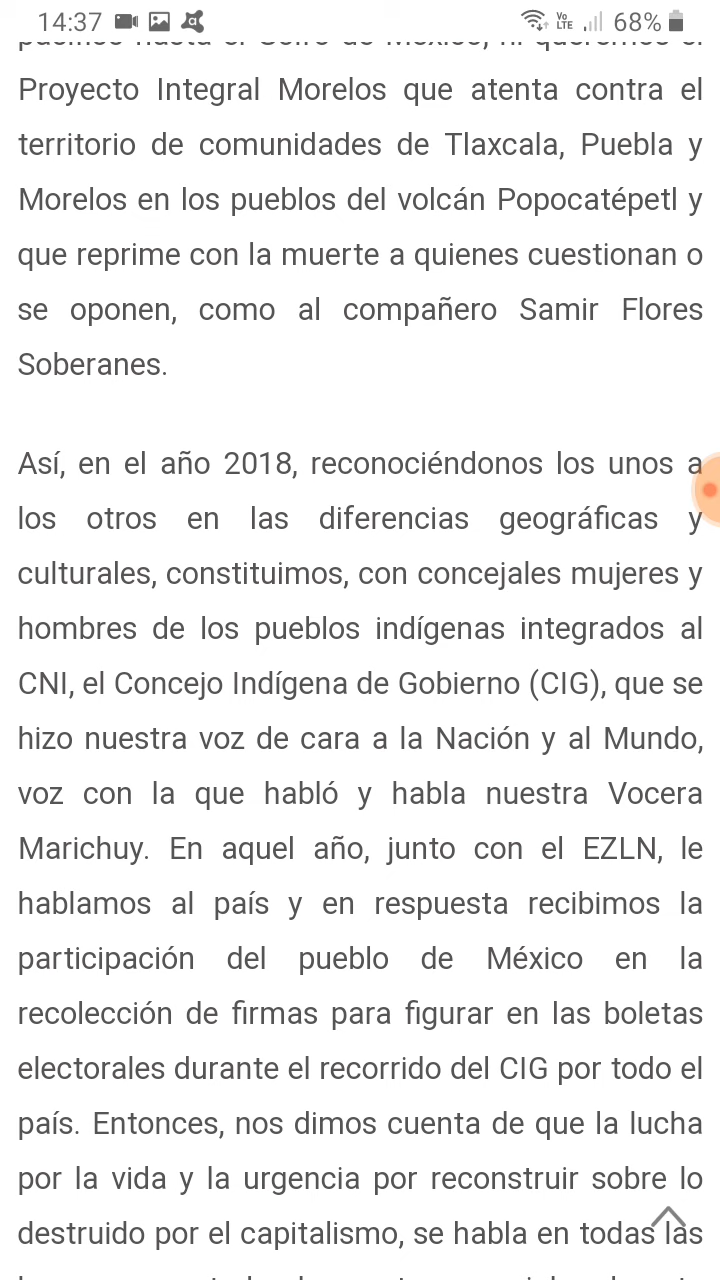 14:37 Vo LTE 68%
Proyecto Integral Morelos que atenta contra el
territorio de comunidades de Tlaxcala, Puebla y
Morelos en los pueblos del volcán Popocatépetl y
que reprime con la muerte a quienes cuestionan o
se oponen, como al compañero Samir Flores
Soberanes.
Así, en el año 2018, reconociéndonos los unos a
los otros en las diferencias geográficas y
culturales, constituimos, con concejales mujeres y
hombres de los pueblos indígenas integrados al
CNI, el Concejo Indígena de Gobierno (CIG), que se
hizo nuestra voz de cara a la Nación y al Mundo,
voz con la que habló y habla nuestra Vocera
Marichuy. En aquel año, junto con el EZLN, le
hablamos al país y en respuesta recibimos la
participación del pueblo de México en la
recolección de firmas para figurar en las boletas
electorales durante el recorrido del CIG por todo el
país. Entonces, nos dimos cuenta de que la lucha
por la vida y la urgencia por reconstruir sobre lo
destruido por el capitalismo, se habla en todas las